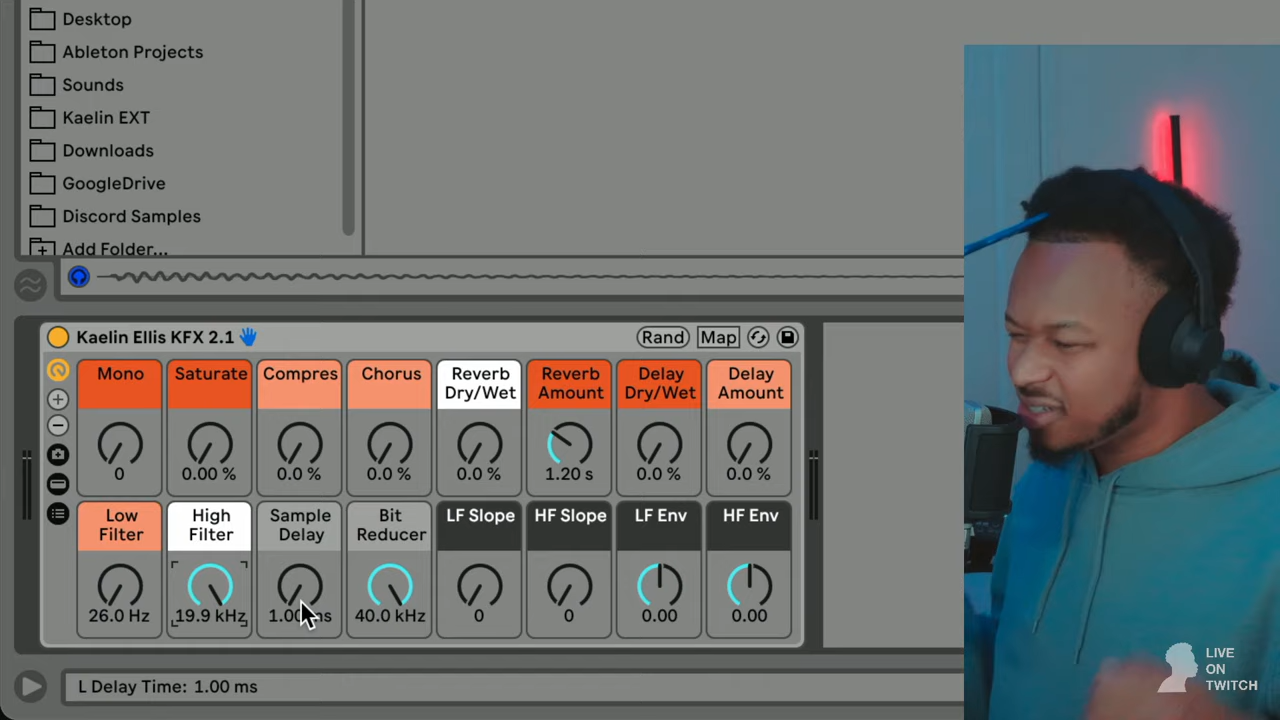 Desktop
Ableton Projects
Sounds
Kaelin EXT
Downloads
GoogleDrive
Discord Samples
Add Folder...
Kaelin Ellis KFX 2.1
Rand
Map
Mono
Saturate
Compres
Chorus
Reverb
Dry/Wet
Reverb
Amount
Delay
Dry/Wet
Delay
Amount
0
0.00 %
0.0 %
0.0 %
0.0 %
1.20 s
0.0 %
0.0 %
Low
Filter
High
Filter
Sample
Delay
Bit
Reducer
LF Slope
HF Slope
LF Env
HF Env
26.0 Hz
19.9 kHz
1.00 ms
40.0 kHz
0
0
0.00
0.00
L Delay Time: 1.00 ms
LIVE
ON
TWITCH